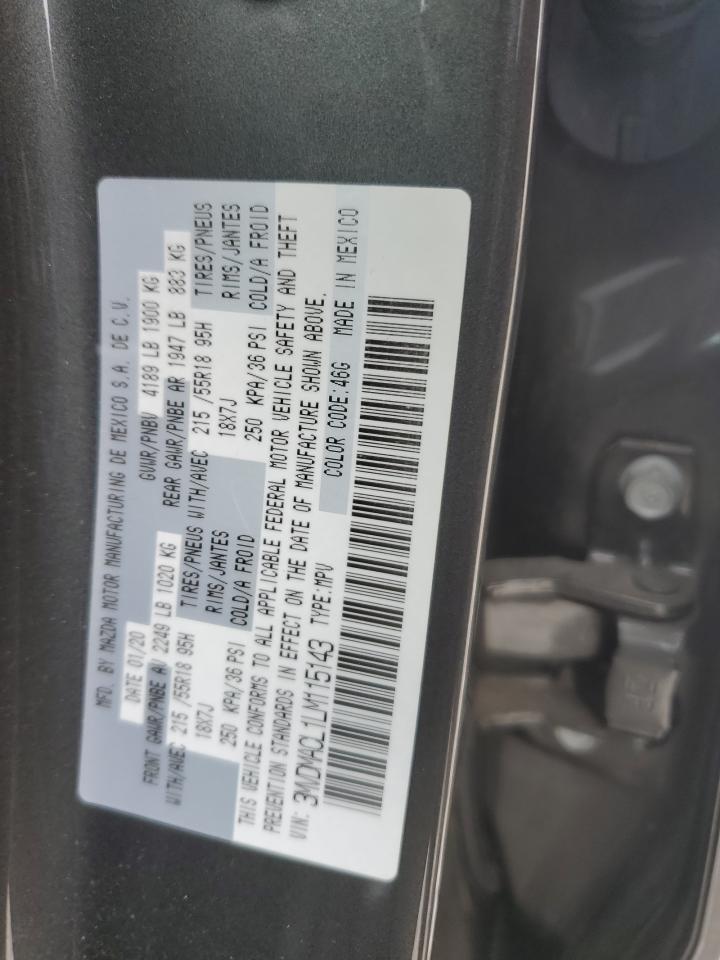 MFD. BY MAZDA MOTOR MANUFACTURING DE MEXICO S.A. DE C.V.
DATE 01/20 GVWR/PNBV 4189 LB 1900 KG
FRONT GAWR/PNBE AV 2249 LB 1020 KG REAR GAWR/PNBE AR 1947 LB 883 KG
WITH/AVEC 215 /55R18 95H TIRES/PNEUS WITH/AVEC 215 /55R18 95H TIRES/PNEUS
18X7J RIMS/JANTES 18X7J RIMS/JANTES
250 KPA/36 PSI COLD/A FROID 250 KPA/36 PSI COLD/A FROID
THIS VEHICLE CONFORMS TO ALL APPLICABLE FEDERAL MOTOR VEHICLE SAFETY AND THEFT
PREVENTION STANDARDS IN EFFECT ON THE DATE OF MANUFACTURE SHOWN ABOVE.
VIN: 3MVDMACL1LM115143 TYPE:MPV COLOR CODE:46G MADE IN MEXICO